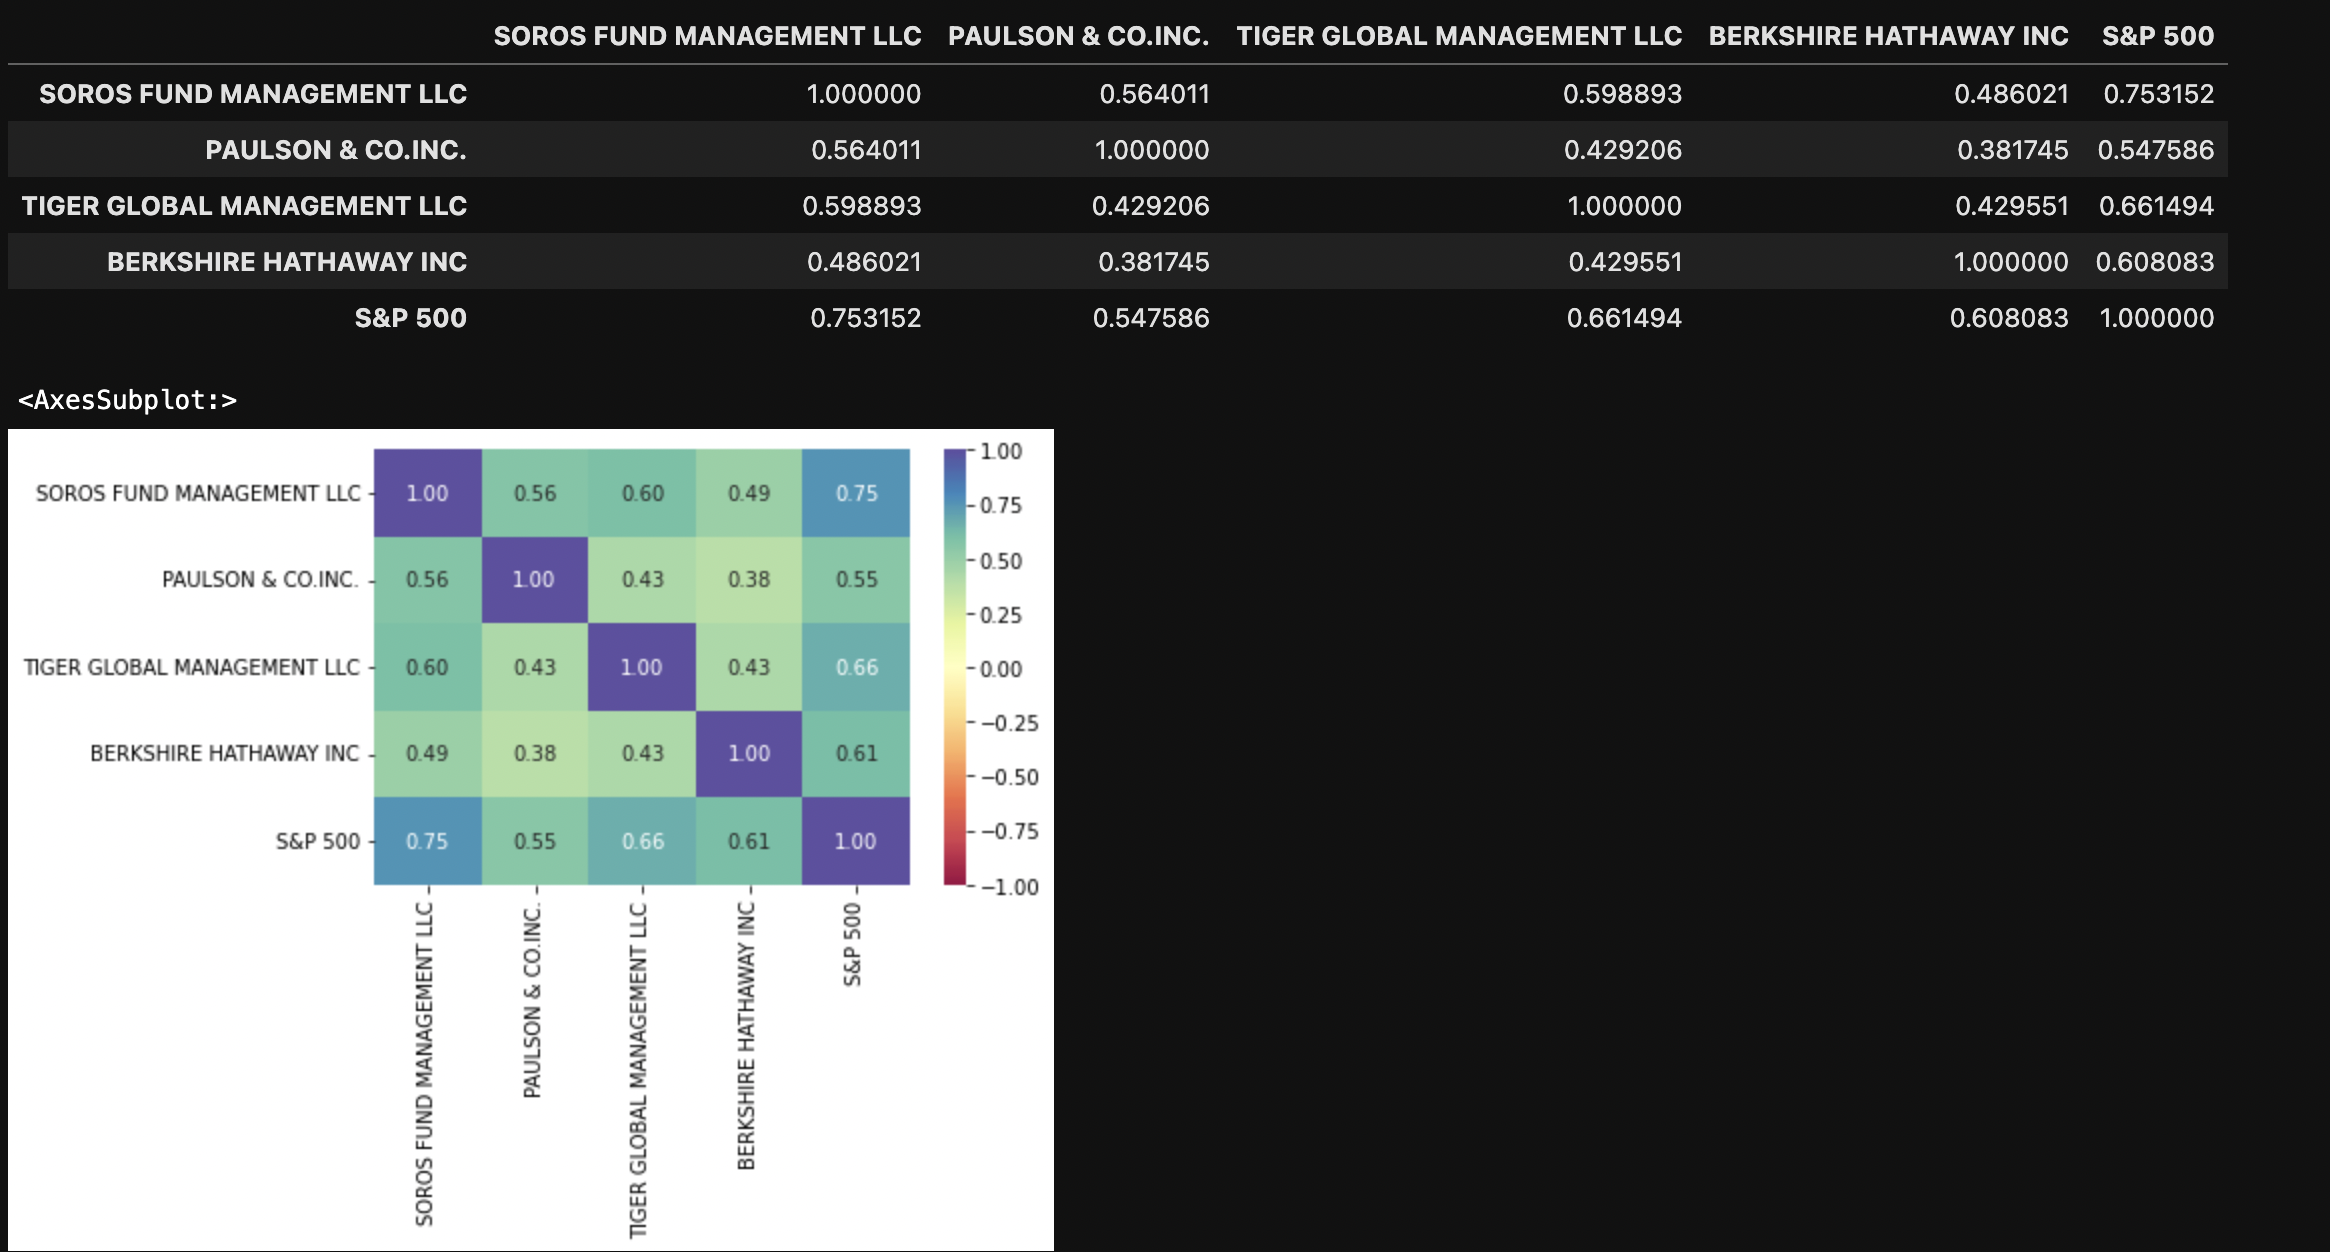 SOROS FUND MANAGEMENT LLC PAULSON & CO.INC. TIGER GLOBAL MANAGEMENT LLC BERKSHIRE HATHAWAY INC S&P 500
SOROS FUND MANAGEMENT LLC 1.000000 0.564011 0.598893 0.486021 0.753152
PAULSON & CO.INC. 0.564011 1.000000 0.429206 0.381745 0.547586
TIGER GLOBAL MANAGEMENT LLC 0.598893 0.429206 1.000000 0.429551 0.661494
BERKSHIRE HATHAWAY INC 0.486021 0.381745 0.429551 1.000000 0.608083
S&P 500 0.753152 0.547586 0.661494 0.608083 1.000000
<AxesSubplot:>
SOROS FUND MANAGEMENT LLC 1.00 0.56 0.60 0.49 0.75
PAULSON & CO.INC. 0.56 1.00 0.43 0.38 0.55
TIGER GLOBAL MANAGEMENT LLC 0.60 0.43 1.00 0.43 0.66
BERKSHIRE HATHAWAY INC 0.49 0.38 0.43 1.00 0.61
S&P 500 0.75 0.55 0.66 0.61 1.00
SOROS FUND MANAGEMENT LLC
PAULSON & CO.INC.
TIGER GLOBAL MANAGEMENT LLC
BERKSHIRE HATHAWAY INC
S&P 500
1.00
0.75
0.50
0.25
0.00
−0.25
−0.50
−0.75
−1.00